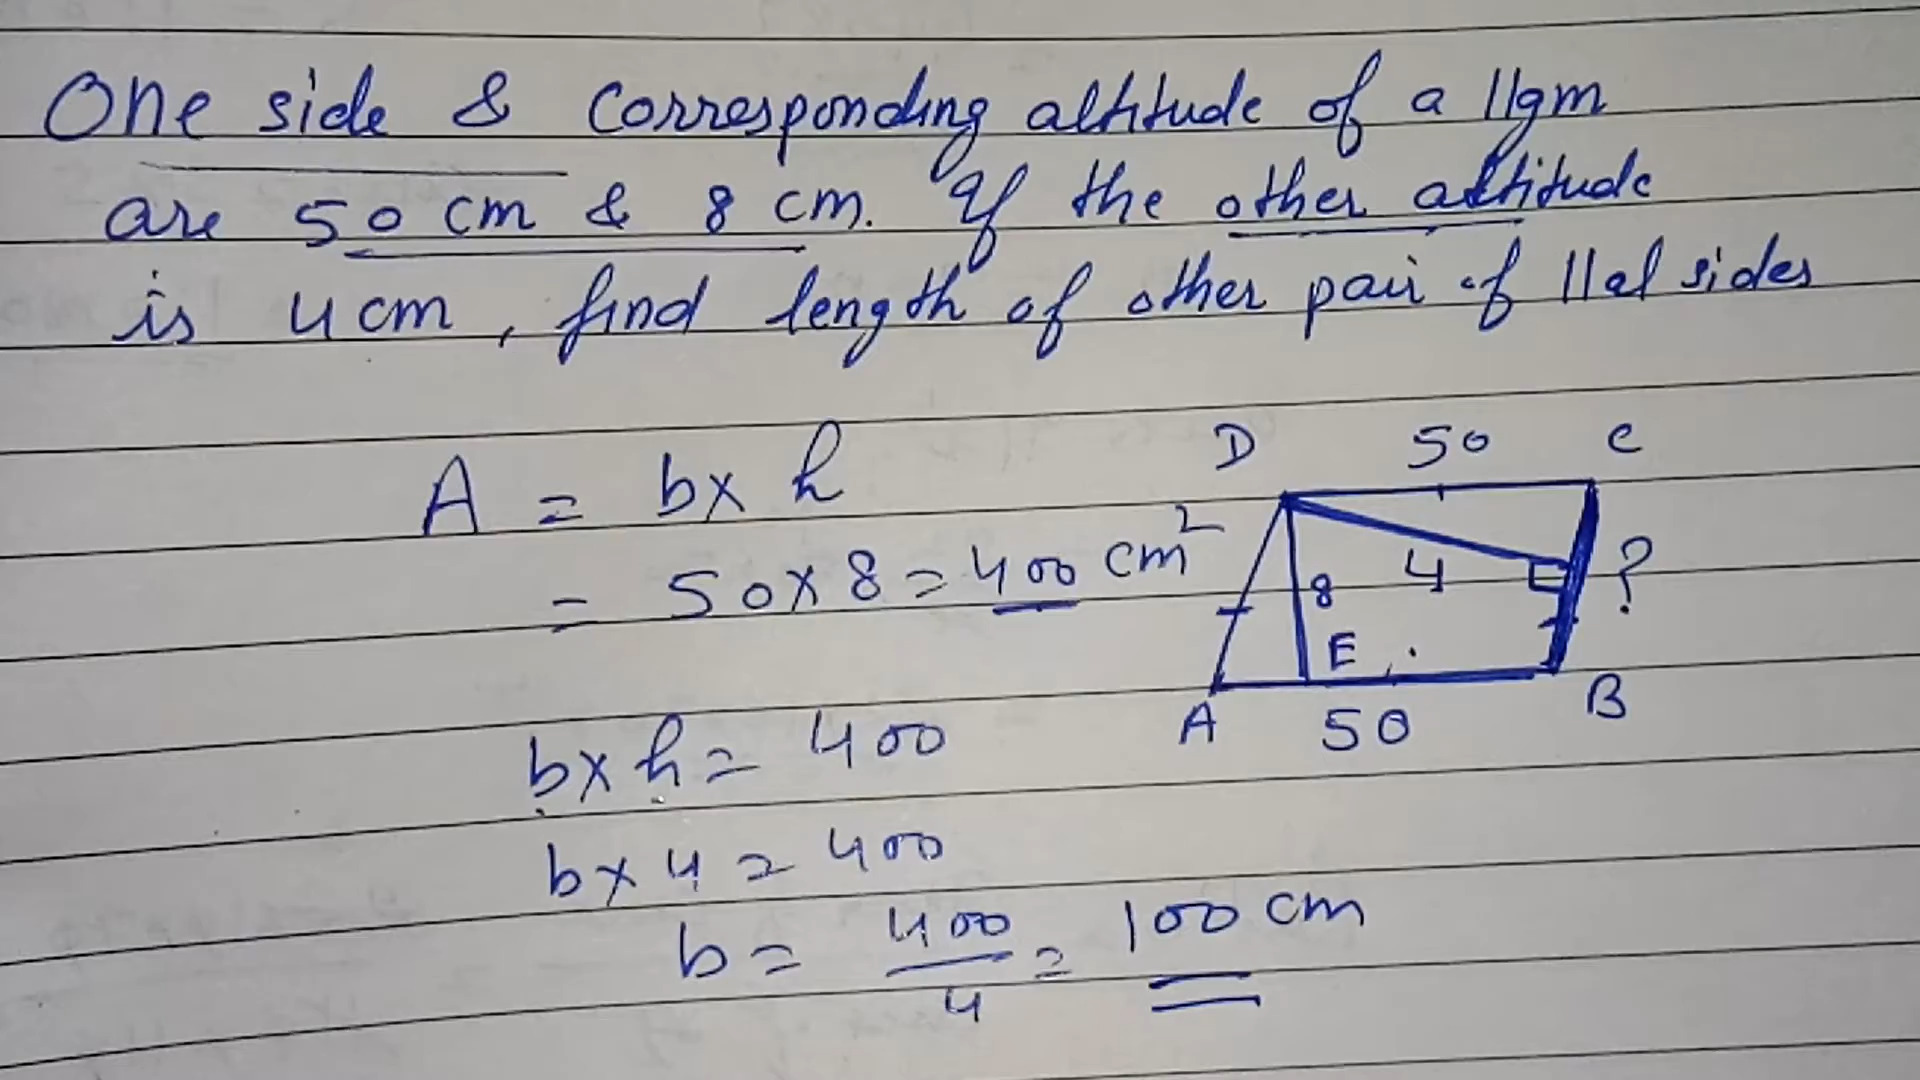 One side & Corresponding altitude of a ||gm
are 50 cm & 8 cm. If the other altitude
is 4 cm, find length of other pair of ||el sides
A = b x h
= 50 x 8 = 400 cm²
D 50 C
8 4 ?
E
A 50 B
b x h = 400
b x 4 = 400
b = 400/4 = 100 cm